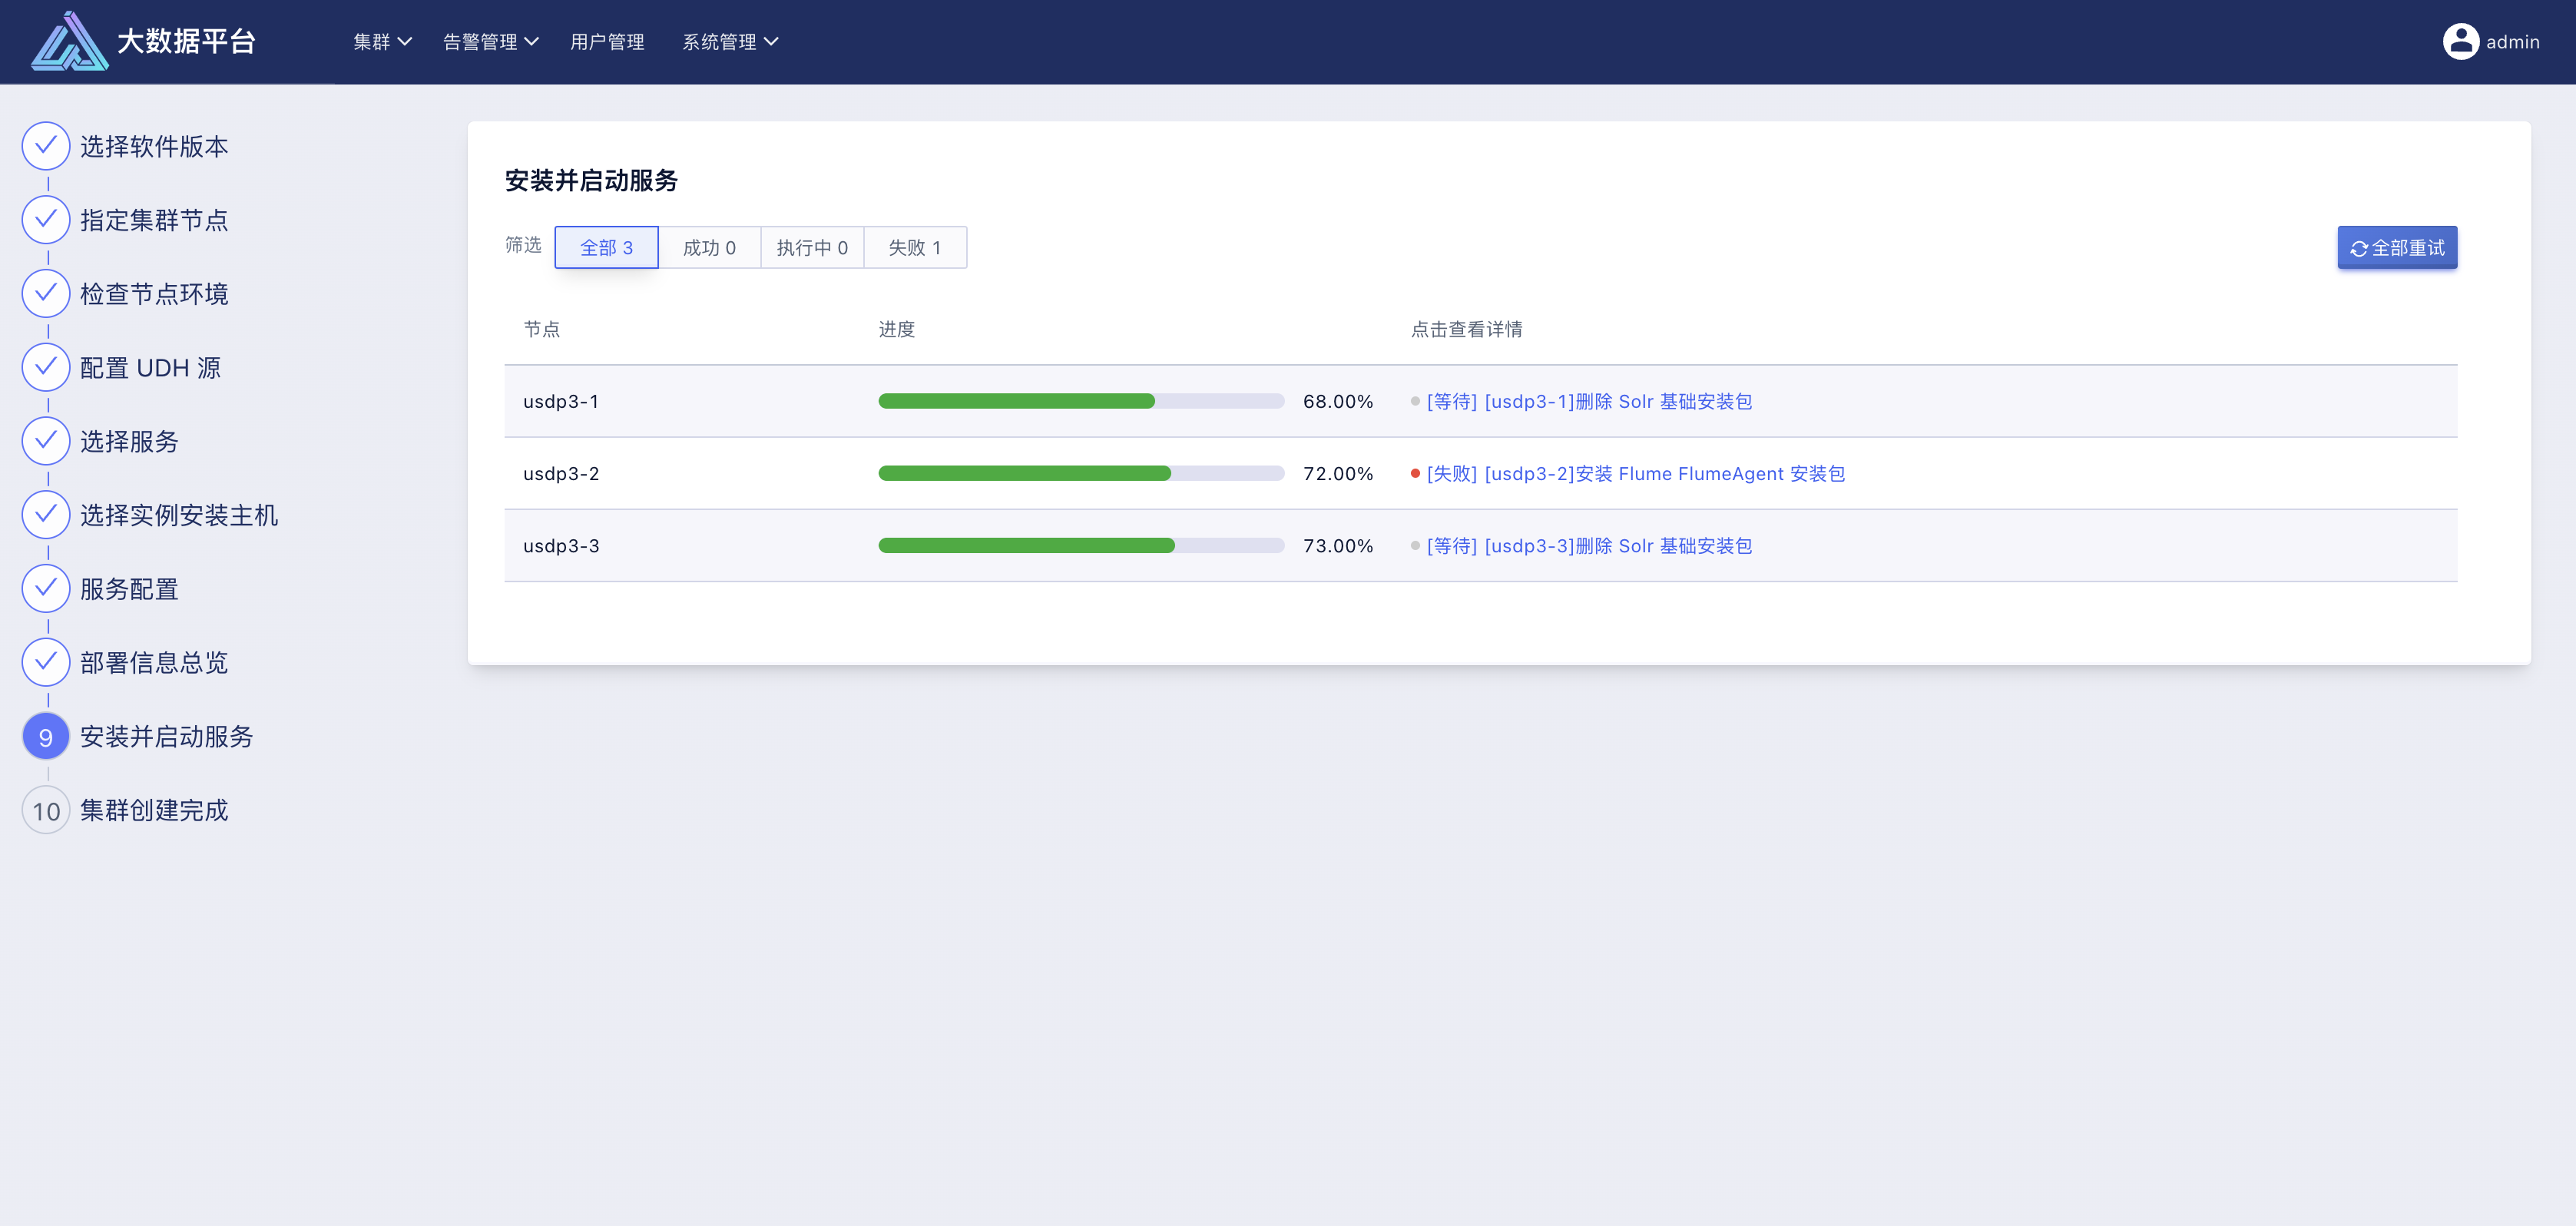 大数据平台
集群 告警管理 用户管理 系统管理
admin
选择软件版本
指定集群节点
检查节点环境
配置 UDH 源
选择服务
选择实例安装主机
服务配置
部署信息总览
9 安装并启动服务
10 集群创建完成
安装并启动服务
筛选 全部 3 成功 0 执行中 0 失败 1
全部重试
节点 进度 点击查看详情
usdp3-1 68.00% [等待] [usdp3-1]删除 Solr 基础安装包
usdp3-2 72.00% [失败] [usdp3-2]安装 Flume FlumeAgent 安装包
usdp3-3 73.00% [等待] [usdp3-3]删除 Solr 基础安装包